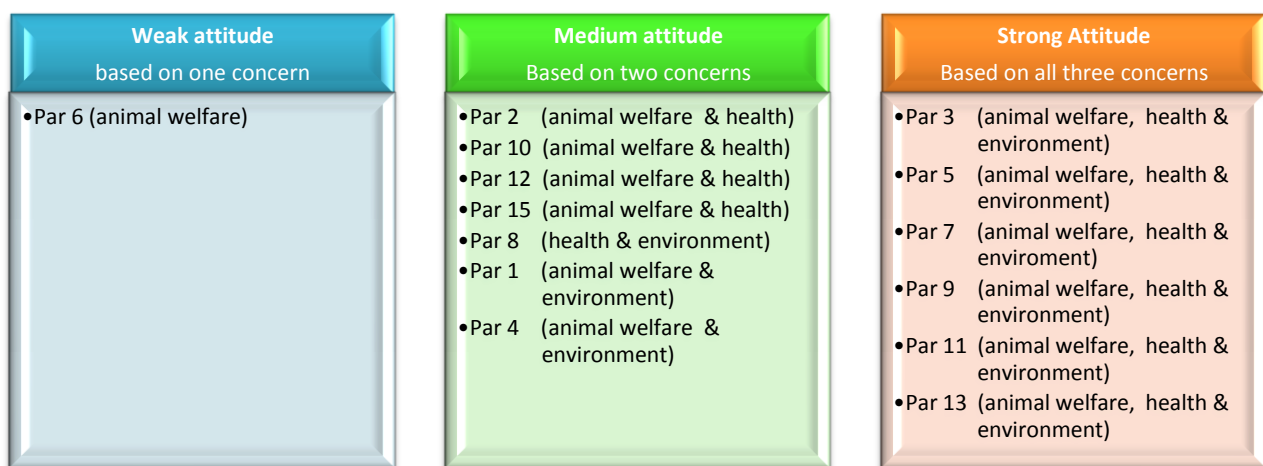 Weak attitude
based on one concern
•Par 6 (animal welfare)
Medium attitude
Based on two concerns
•Par 2 (animal welfare & health)
•Par 10 (animal welfare & health)
•Par 12 (animal welfare & health)
•Par 15 (animal welfare & health)
•Par 8 (health & environment)
•Par 1 (animal welfare &
environment)
•Par 4 (animal welfare &
environment)
Strong Attitude
Based on all three concerns
•Par 3 (animal welfare, health &
environment)
•Par 5 (animal welfare, health &
environment)
•Par 7 (animal welfare, health &
enviroment)
•Par 9 (animal welfare, health &
environment)
•Par 11 (animal welfare, health &
environment)
•Par 13 (animal welfare, health &
environment)